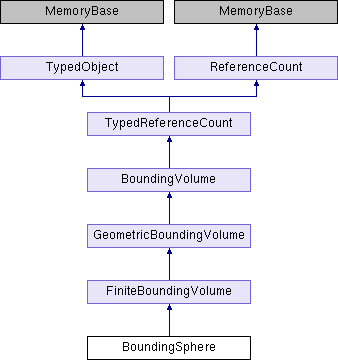 MemoryBase
MemoryBase
TypedObject
ReferenceCount
TypedReferenceCount
BoundingVolume
GeometricBoundingVolume
FiniteBoundingVolume
BoundingSphere